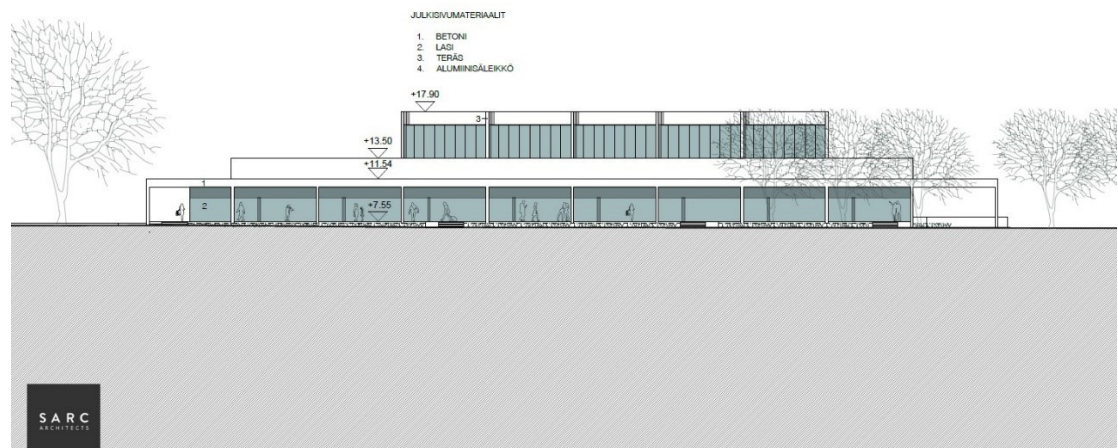 JULKISIVUMATERIAALIT
1. BETONI
2. LASI
3. TERÄS
4. ALUMIINISÄLEIKKÖ
+17.90
3
+13.50
+11.54
1
2
+7.55
SARC
ARCHITECTS